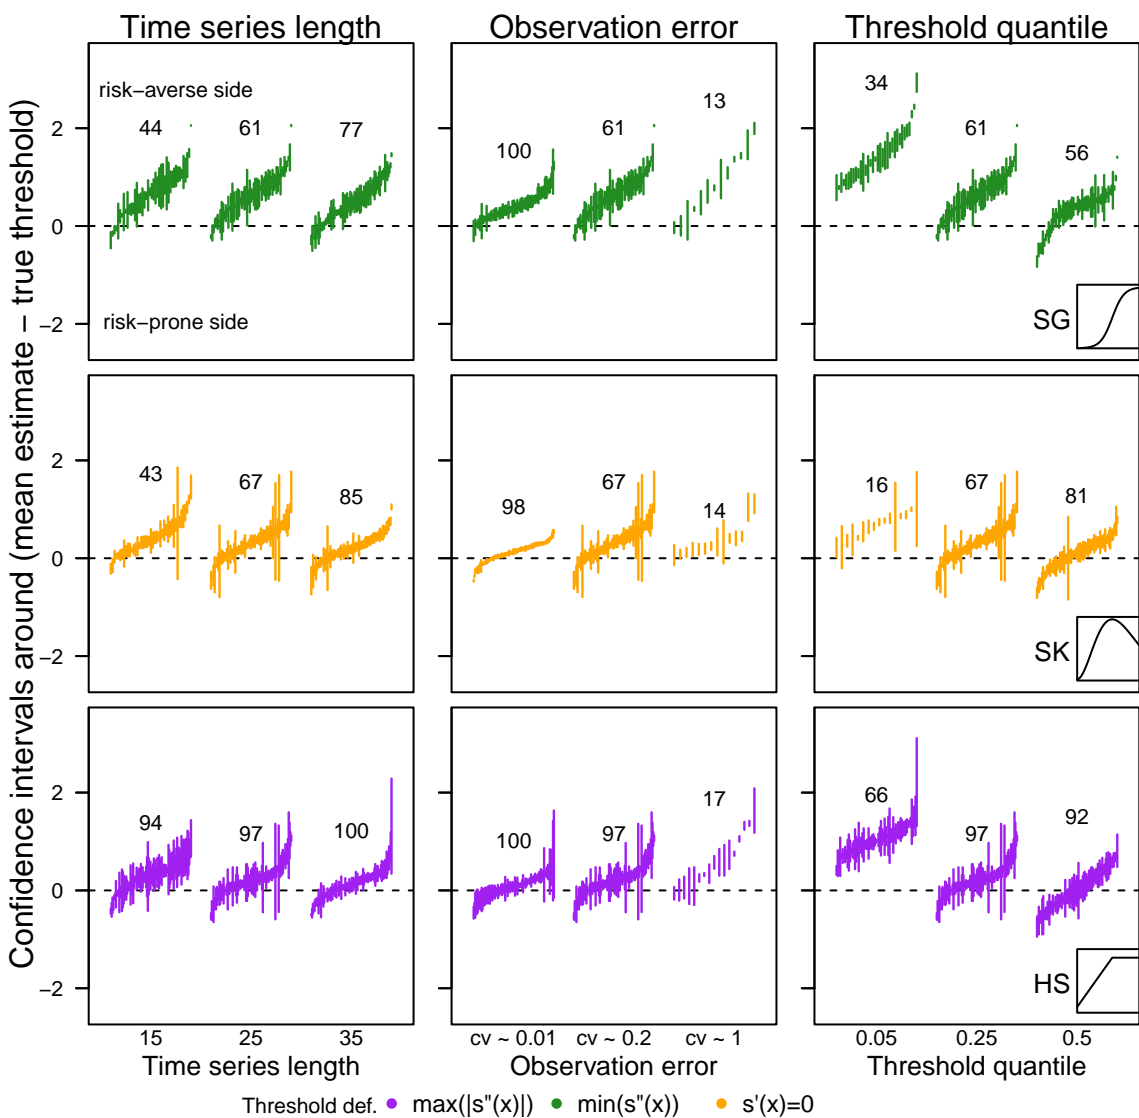 Time series length
Observation error
Threshold quantile
Confidence intervals around (mean estimate − true threshold)
risk−averse side
44
61
77
risk−prone side
2
0
−2
100
61
13
34
61
56
SG
43
67
85
2
0
−2
98
67
14
16
67
81
SK
94
97
100
2
0
−2
100
97
17
66
97
92
HS
15 25 35
Time series length
cv ~ 0.01 cv ~ 0.2 cv ~ 1
Observation error
0.05 0.25 0.5
Threshold quantile
Threshold def. max(|s"(x)|) min(s"(x)) s'(x)=0